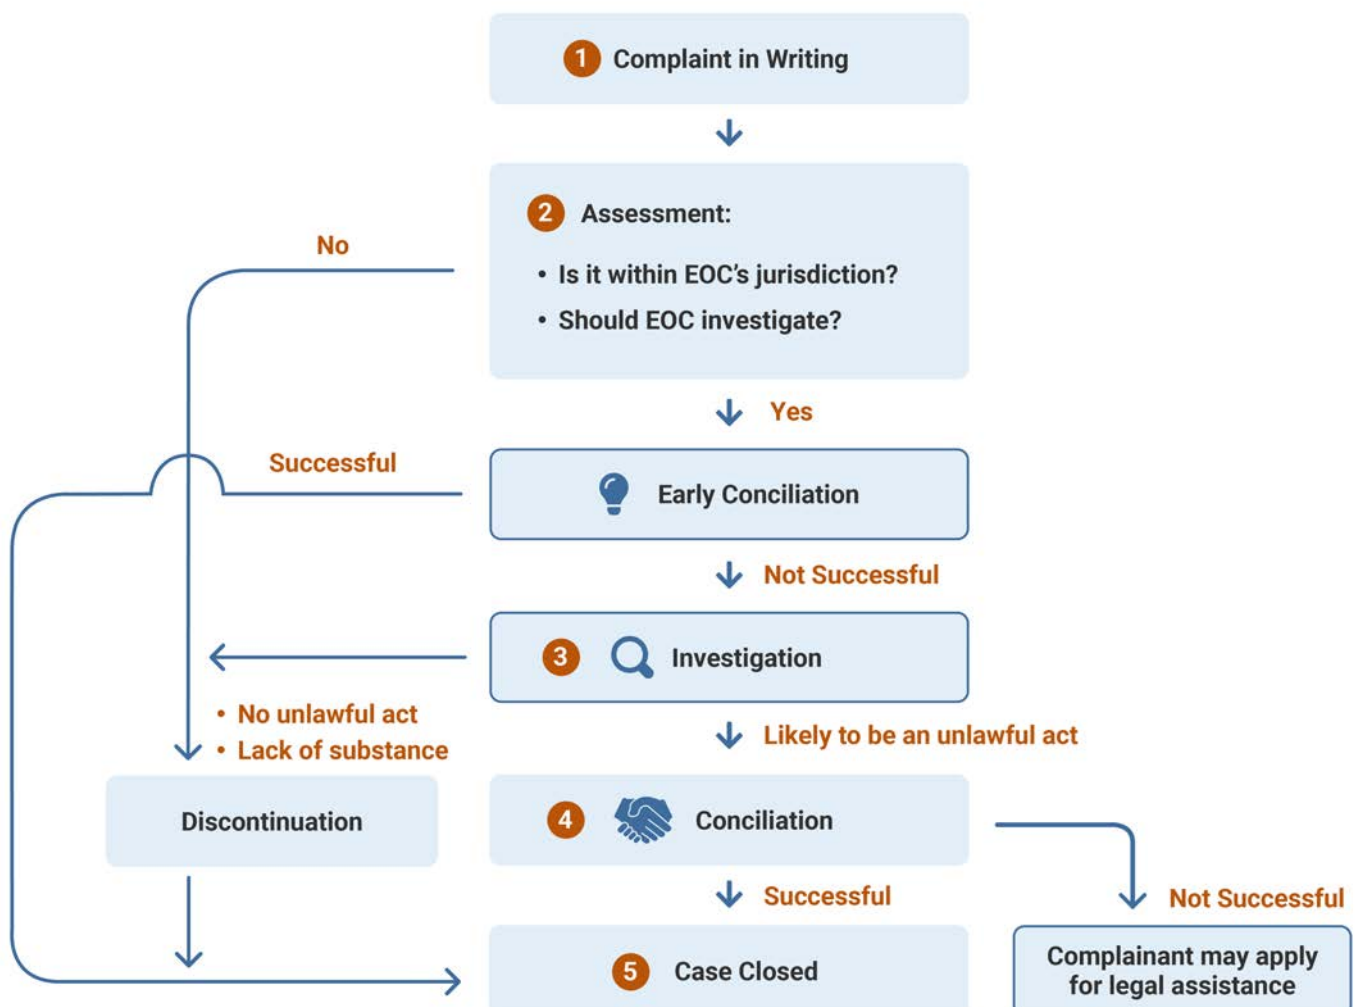 1 Complaint in Writing
2 Assessment:
No
• Is it within EOC's jurisdiction?
• Should EOC investigate?
Yes
Successful
Early Conciliation
Not Successful
3 Investigation
• No unlawful act
• Lack of substance
Likely to be an unlawful act
Discontinuation
4 Conciliation
Successful
Not Successful
5 Case Closed
Complainant may apply
for legal assistance